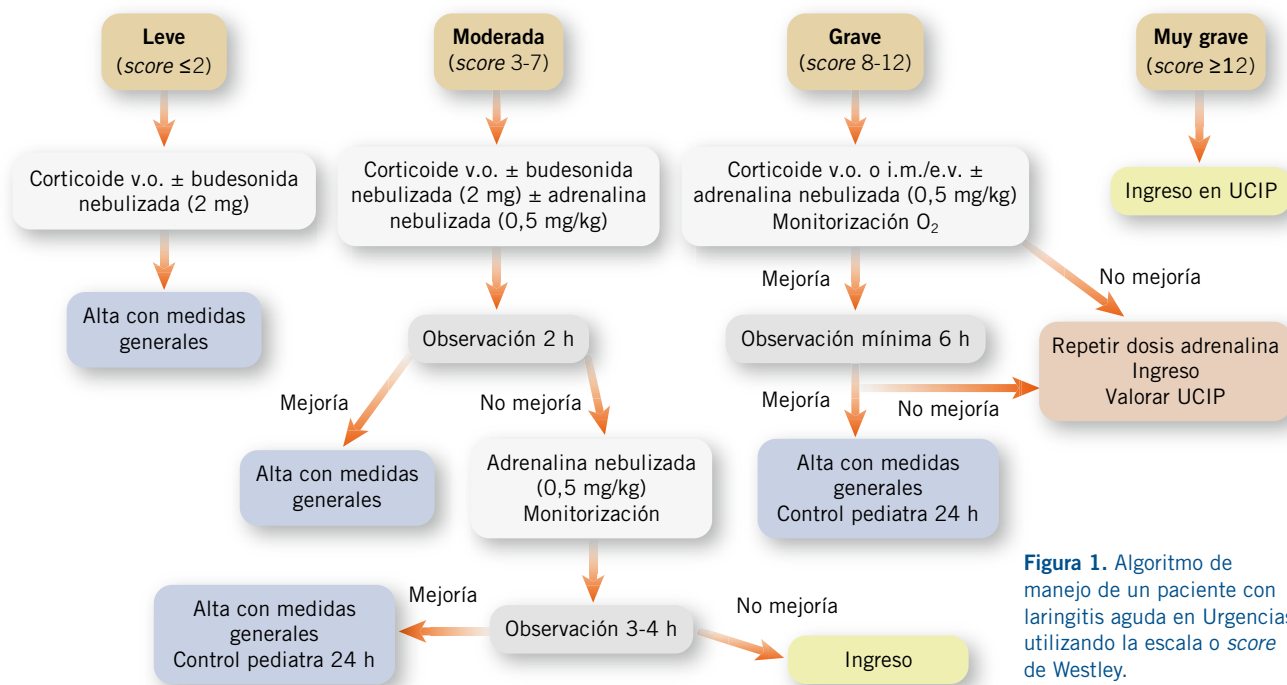 Leve
(score ≤2)
Moderada
(score 3-7)
Grave
(score 8-12)
Muy grave
(score ≥12)
Corticoide v.o. ± budesonida
nebulizada (2 mg)
Corticoide v.o. ± budesonida
nebulizada (2 mg) ± adrenalina
nebulizada (0,5 mg/kg)
Corticoide v.o. o i.m./e.v. ±
adrenalina nebulizada (0,5 mg/kg)
Monitorización O₂
Ingreso en UCIP
Mejoría
No mejoría
Alta con medidas
generales
Observación 2 h
Observación mínima 6 h
Repetir dosis adrenalina
Ingreso
Valorar UCIP
Mejoría
No mejoría
Mejoría
No mejoría
Alta con medidas
generales
Adrenalina nebulizada
(0,5 mg/kg)
Monitorización
Alta con medidas
generales
Control pediatra 24 h
Mejoría
No mejoría
Alta con medidas
generales
Control pediatra 24 h
Observación 3-4 h
Ingreso
Figura 1. Algoritmo de
manejo de un paciente con
laringitis aguda en Urgencias
utilizando la escala o score
de Westley.